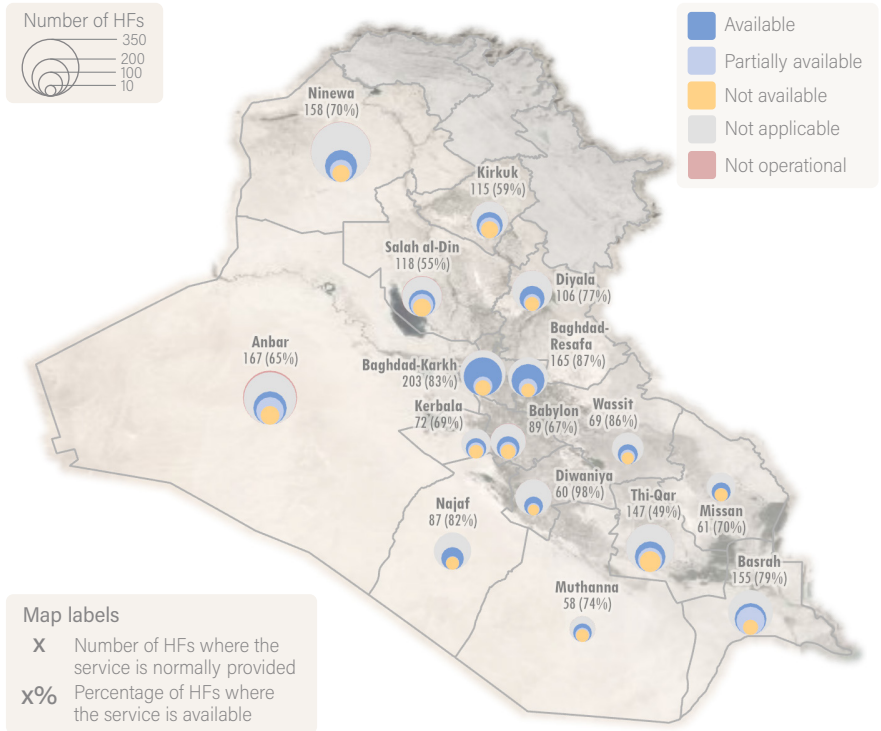 Number of HFs
350
200
100
10
Available
Partially available
Not available
Not applicable
Not operational
Ninewa
158 (70%)
Kirkuk
115 (59%)
Salah al-Din
118 (55%)
Diyala
106 (77%)
Baghdad-
Resafa
165 (87%)
Anbar
167 (65%)
Baghdad-Karkh
203 (83%)
Kerbala
72 (69%)
Babylon
89 (67%)
Wassit
69 (86%)
Diwaniya
60 (98%)
Thi-Qar
147 (49%)
Missan
61 (70%)
Najaf
87 (82%)
Basrah
155 (79%)
Muthanna
58 (74%)
Map labels
x Number of HFs where the
service is normally provided
x% Percentage of HFs where
the service is available